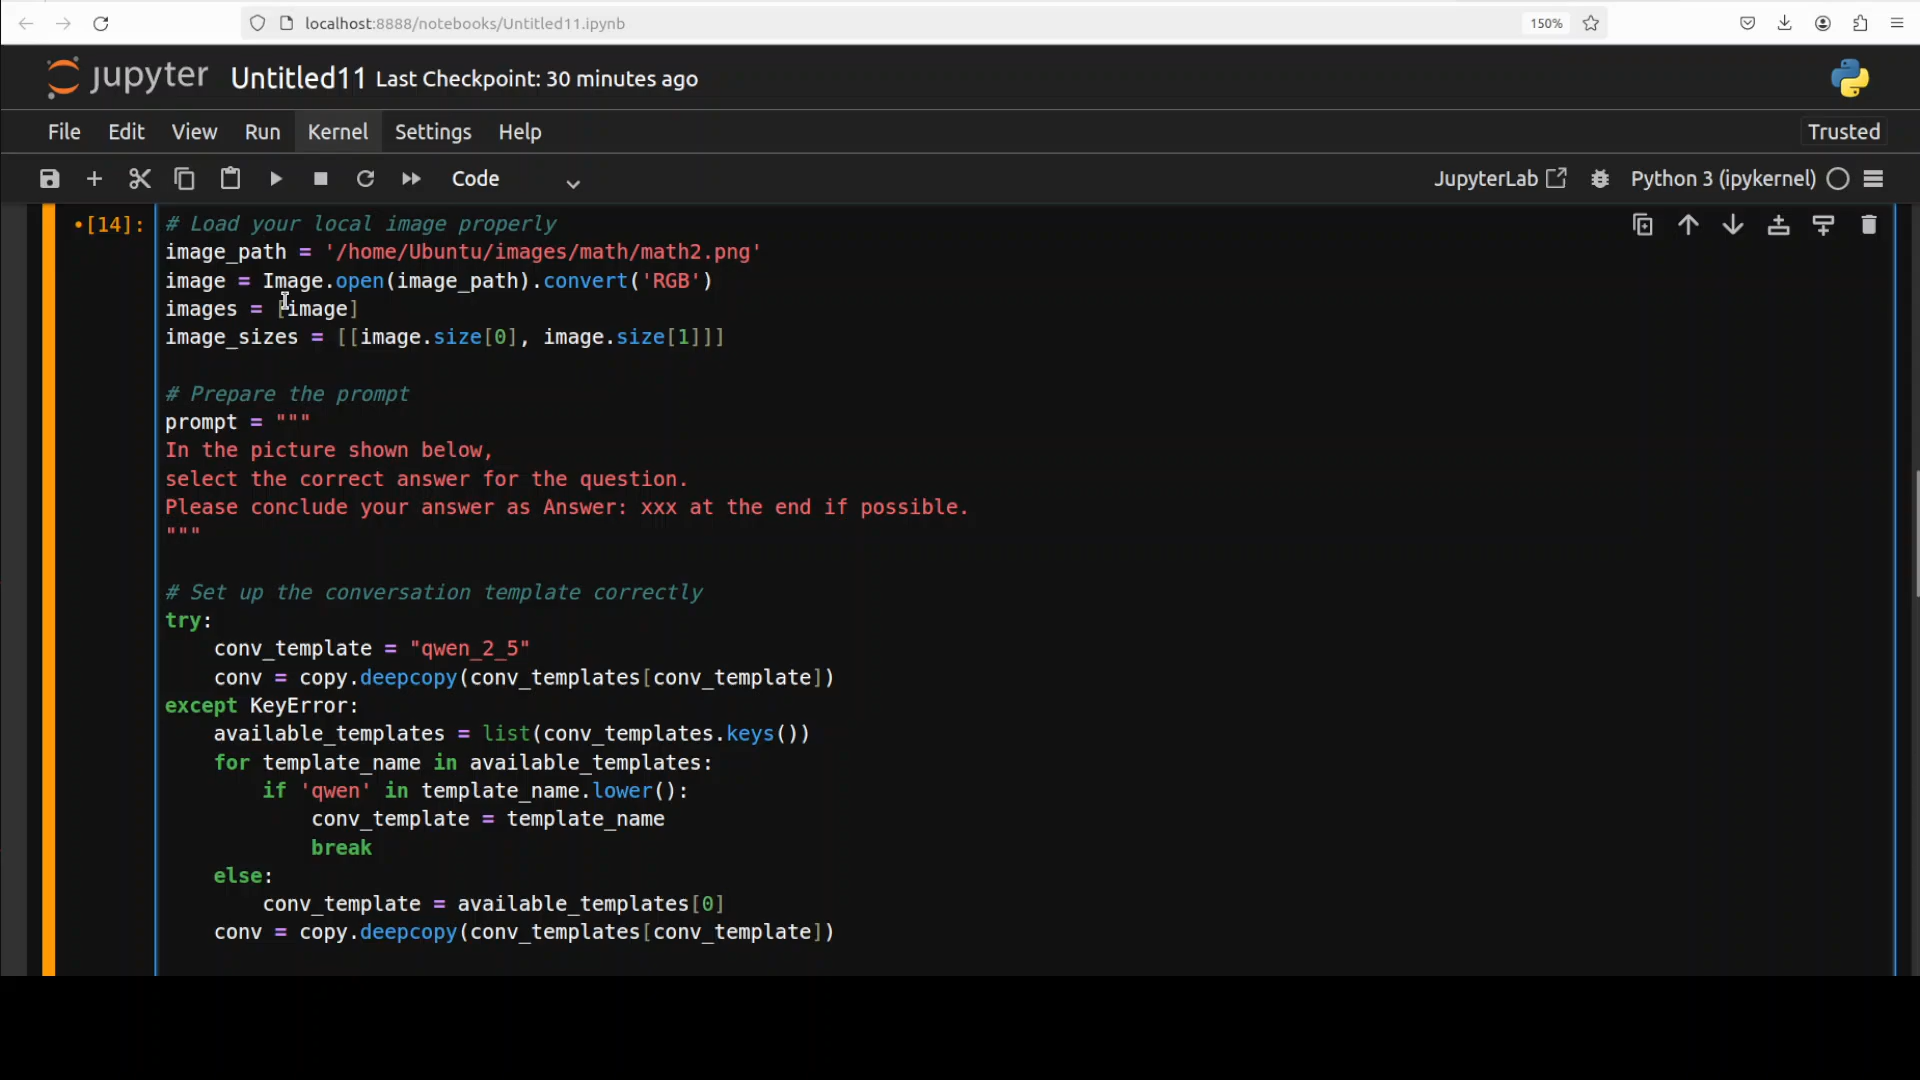 localhost:8888/notebooks/Untitled11.ipynb 150%
jupyter Untitled11 Last Checkpoint: 30 minutes ago
File Edit View Run Kernel Settings Help Trusted
Code JupyterLab Python 3 (ipykernel)
•[14]: # Load your local image properly
image_path = '/home/Ubuntu/images/math/math2.png'
image = Image.open(image_path).convert('RGB')
images = [image]
image_sizes = [[image.size[0], image.size[1]]]
# Prepare the prompt
prompt = """
In the picture shown below,
select the correct answer for the question.
Please conclude your answer as Answer: xxx at the end if possible.
"""
# Set up the conversation template correctly
try:
    conv_template = "qwen_2_5"
    conv = copy.deepcopy(conv_templates[conv_template])
except KeyError:
    available_templates = list(conv_templates.keys())
    for template_name in available_templates:
        if 'qwen' in template_name.lower():
            conv_template = template_name
            break
    else:
        conv_template = available_templates[0]
    conv = copy.deepcopy(conv_templates[conv_template])